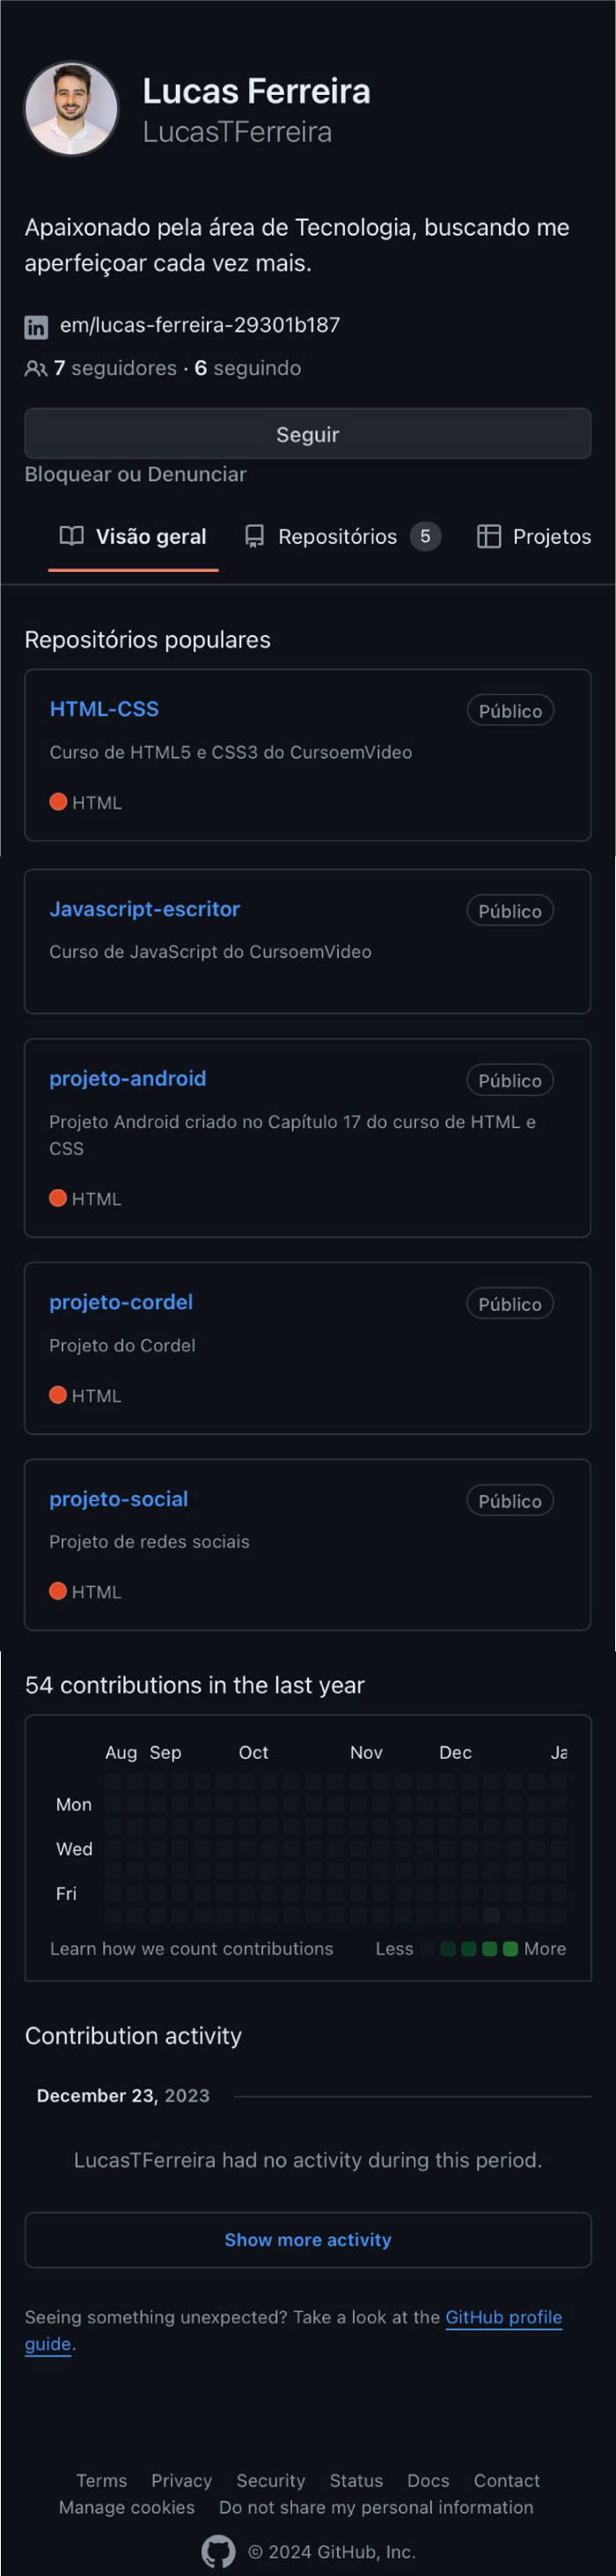 Lucas Ferreira
LucasTFerreira
Apaixonado pela área de Tecnologia, buscando me
aperfeiçoar cada vez mais.
in em/lucas-ferreira-29301b187
7 seguidores · 6 seguindo
Seguir
Bloquear ou Denunciar
Visão geral Repositórios 5 Projetos
Repositórios populares
HTML-CSS Público
Curso de HTML5 e CSS3 do CursoemVideo
HTML
Javascript-escritor Público
Curso de JavaScript do CursoemVideo
projeto-android Público
Projeto Android criado no Capítulo 17 do curso de HTML e
CSS
HTML
projeto-cordel Público
Projeto do Cordel
HTML
projeto-social Público
Projeto de redes sociais
HTML
54 contributions in the last year
Aug Sep Oct Nov Dec Ja
Mon
Wed
Fri
Learn how we count contributions Less More
Contribution activity
December 23, 2023
LucasTFerreira had no activity during this period.
Show more activity
Seeing something unexpected? Take a look at the GitHub profile
guide.
Terms Privacy Security Status Docs Contact
Manage cookies Do not share my personal information
© 2024 GitHub, Inc.